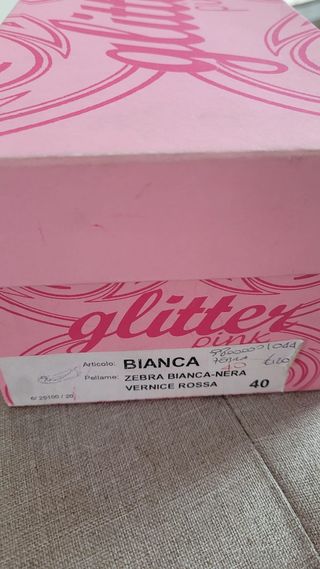 glitter
glitter
pink
Articolo: BIANCA
Pellame: ZEBRA BIANCA-NERA
VERNICE ROSSA
40